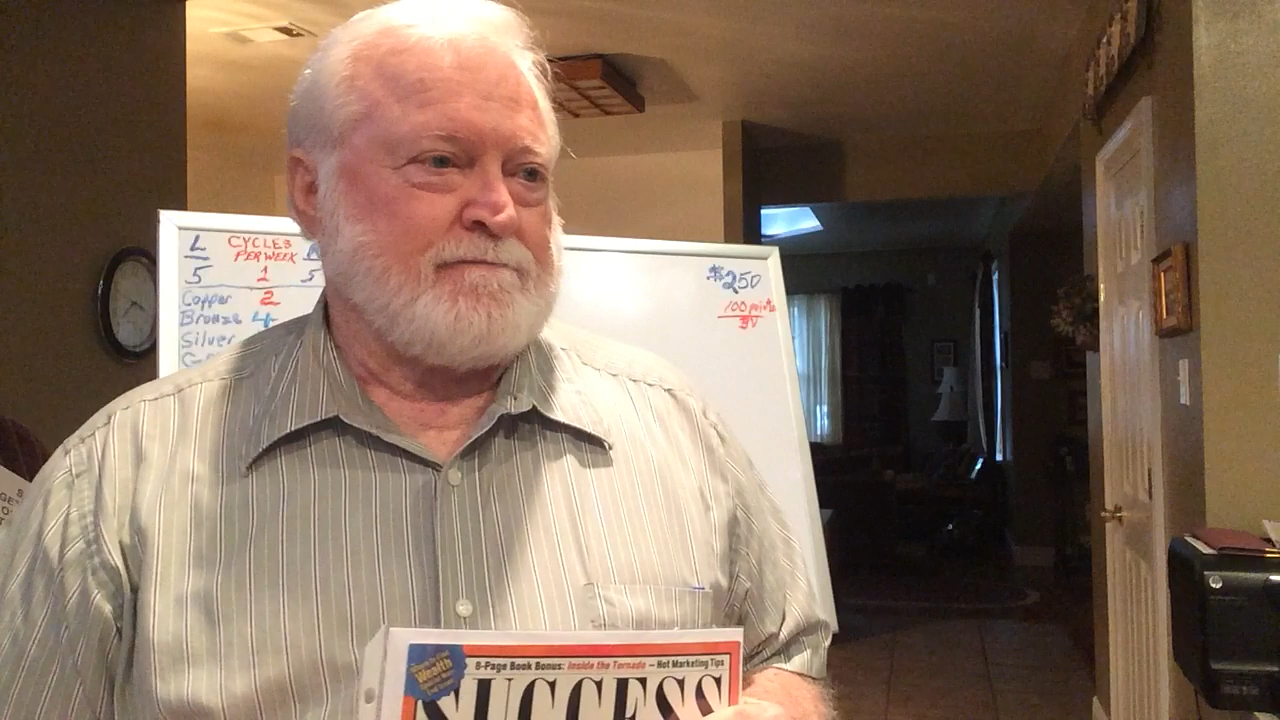 L CYCLES
PER WEEK
5 1 5
Copper 2
Bronze 4
Silver
$250
100 points
BV
8-Page Book Bonus: Inside the Tornado — Hot Marketing Tips
Wealth
SUCCESS